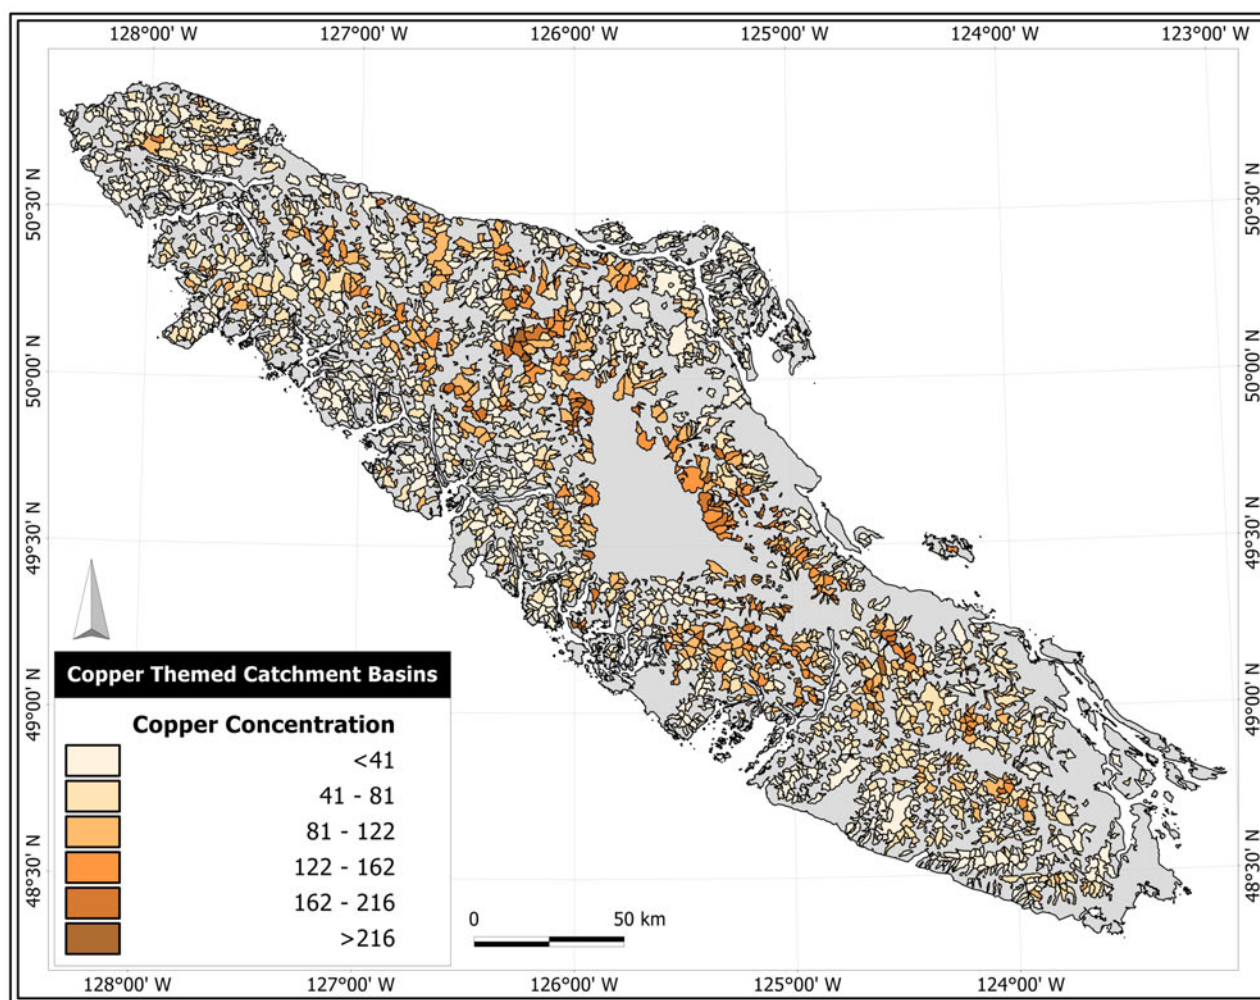 128°00' W 127°00' W 126°00' W 125°00' W 124°00' W 123°00' W
50°30' N
50°30' N
50°00' N
50°00' N
49°30' N
49°30' N
49°00' N
49°00' N
48°30' N
48°30' N
Copper Themed Catchment Basins
Copper Concentration
<41
41 - 81
81 - 122
122 - 162
162 - 216
>216
0 50 km
128°00' W 127°00' W 126°00' W 125°00' W 124°00' W